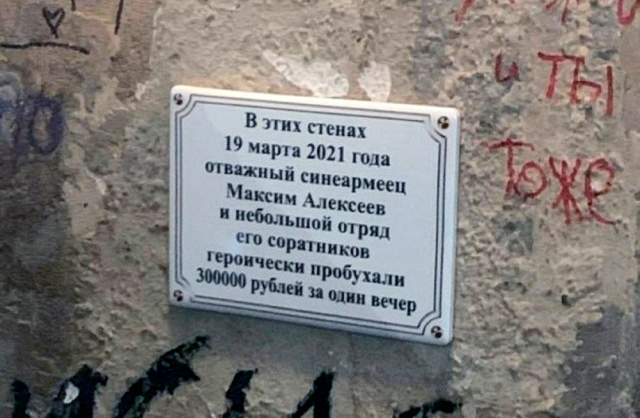 В этих стенах
19 марта 2021 года
отважный синеармеец
Максим Алексеев
и небольшой отряд
его соратников
героически пробухали
300000 рублей за один вечер
и ты
тоже